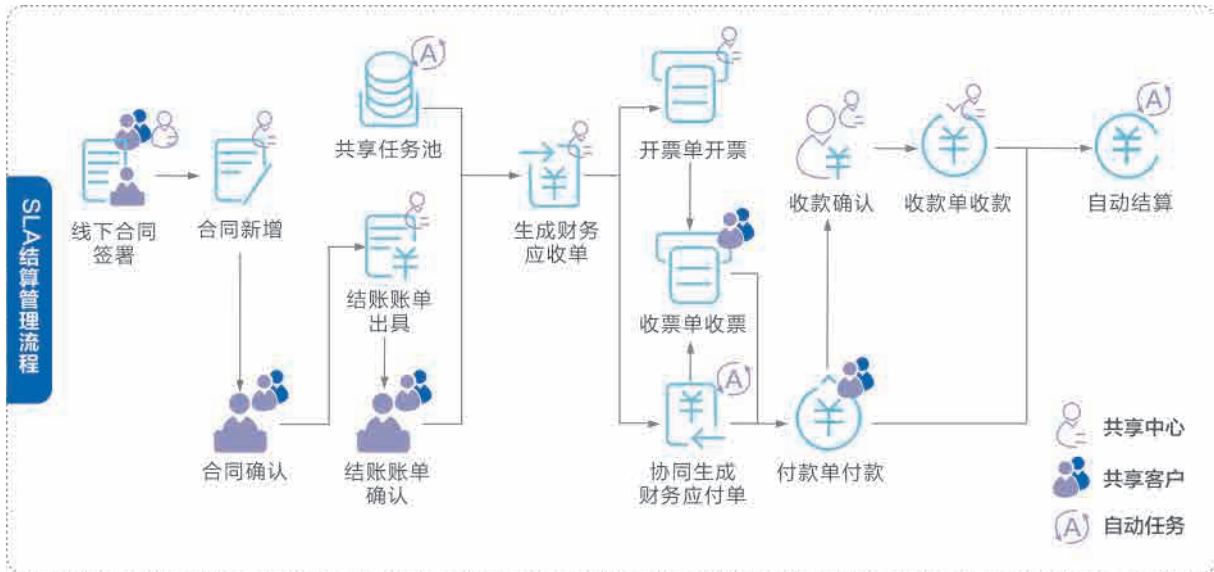 SLA结算管理流程
线下合同
签署
合同新增
合同确认
共享任务池
结账账单
出具
结账账单
确认
生成财务
应收单
开票单开票
收票单收票
协同生成
财务应付单
付款单付款
收款确认
收款单收款
自动结算
共享中心
共享客户
A 自动任务
A
A
A
¥
¥
¥
¥
¥
¥
¥